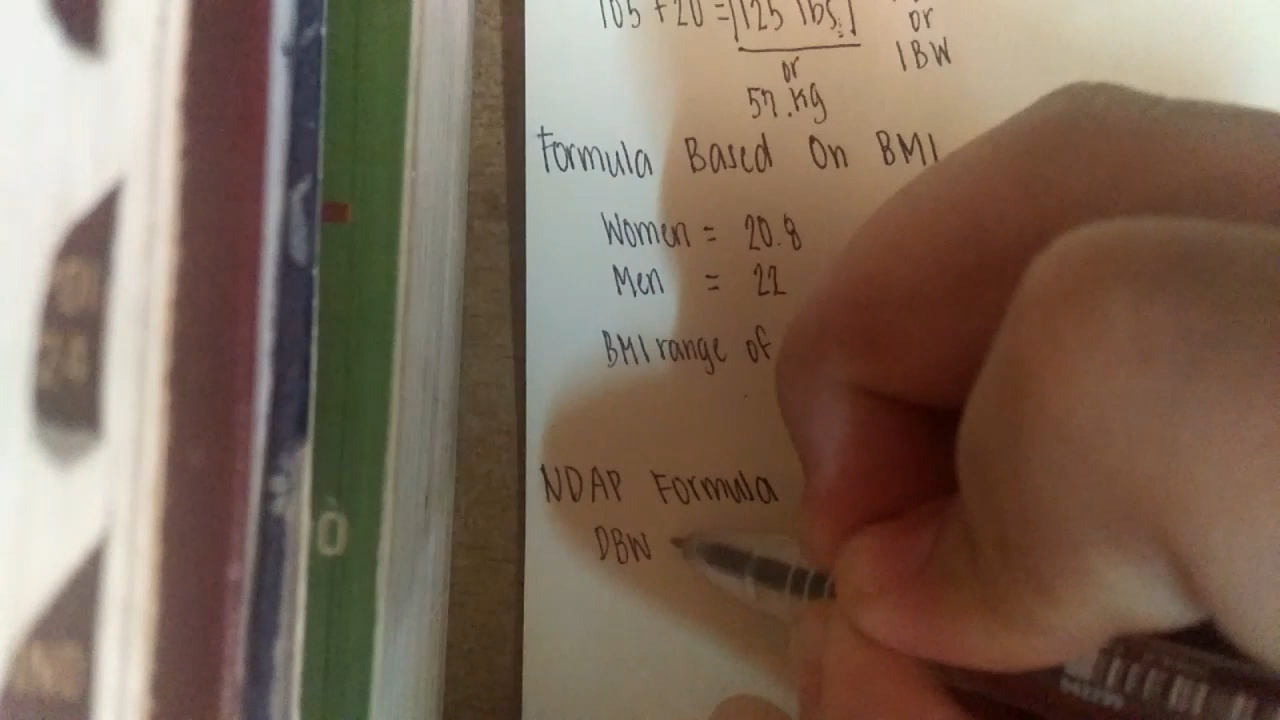 105 + 20 = 125 lbs.
or
or
IBW
57.kg
Formula Based On BMI
Women = 20.8
Men = 22
BMI range of
NDAP Formula
DBW